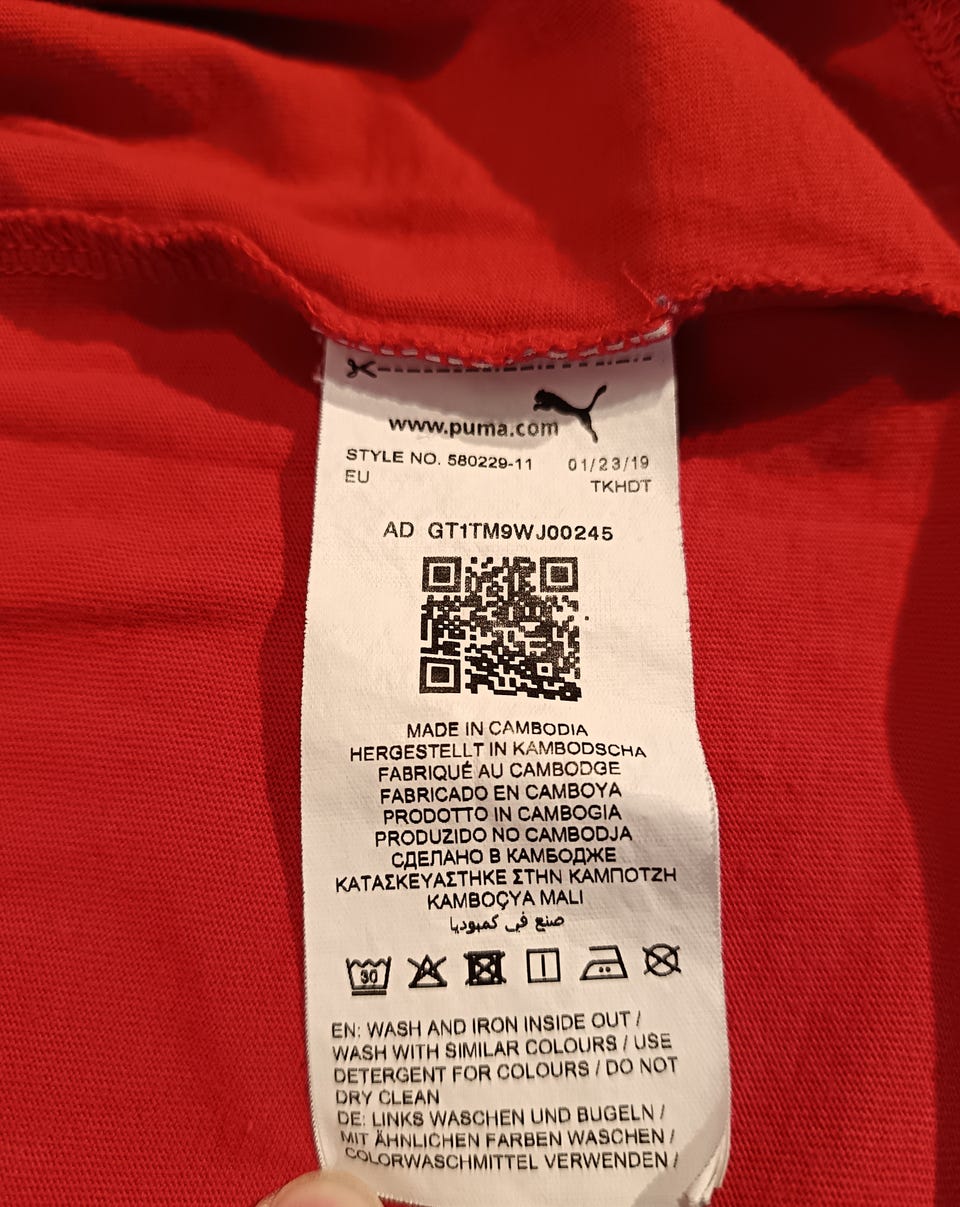 www.puma.com
STYLE NO. 580229-11 01/23/19
EU TKHDT
AD GT1TM9WJ00245
MADE IN CAMBODIA
HERGESTELLT IN KAMBODSCHA
FABRIQUÉ AU CAMBODGE
FABRICADO EN CAMBOYA
PRODOTTO IN CAMBOGIA
PRODUZIDO NO CAMBODJA
СДЕЛАНО В КАМБОДЖЕ
ΚΑΤΑΣΚΕΥΑΣΤΗΚΕ ΣΤΗΝ ΚΑΜΠΟΤΖΗ
KAMBOÇYA MALI
صنع في كمبوديا
30
EN: WASH AND IRON INSIDE OUT /
WASH WITH SIMILAR COLOURS / USE
DETERGENT FOR COLOURS / DO NOT
DRY CLEAN
DE: LINKS WASCHEN UND BUGELN /
MIT ÄHNLICHEN FARBEN WASCHEN /
COLORWASCHMITTEL VERWENDEN /